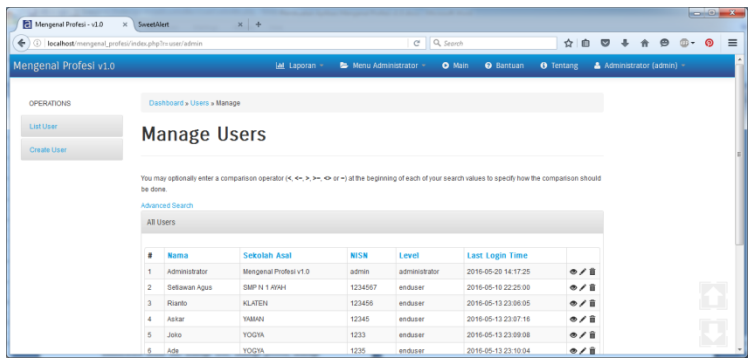 Mengenal Profesi - v1.0
SweetAlert
localhost/mengenal_profesi/index.php?r=user/admin
Search
Mengenal Profesi v1.0
Laporan
Menu Administrator
Main
Bantuan
Tentang
Administrator (admin)
OPERATIONS
List User
Create User
Dashboard » Users » Manage
Manage Users
You may optionally enter a comparison operator (<, <=, >, >=, <> or =) at the beginning of each of your search values to specify how the comparison should
be done.
Advanced Search
All Users
# Nama Sekolah Asal NISN Level Last Login Time
1 Administrator Mengenal Profesi v1.0 admin administrator 2016-05-20 14:17:25
2 Setiawan Agus SMP N 1 AYAH 1234567 enduser 2016-05-10 22:25:00
3 Rianto KLATEN 123456 enduser 2016-05-13 23:06:05
4 Askar YAMAN 12345 enduser 2016-05-13 23:07:16
5 Joko YOGYA 1233 enduser 2016-05-13 23:09:08
6 Ade YOGYA 1235 enduser 2016-05-13 23:10:04